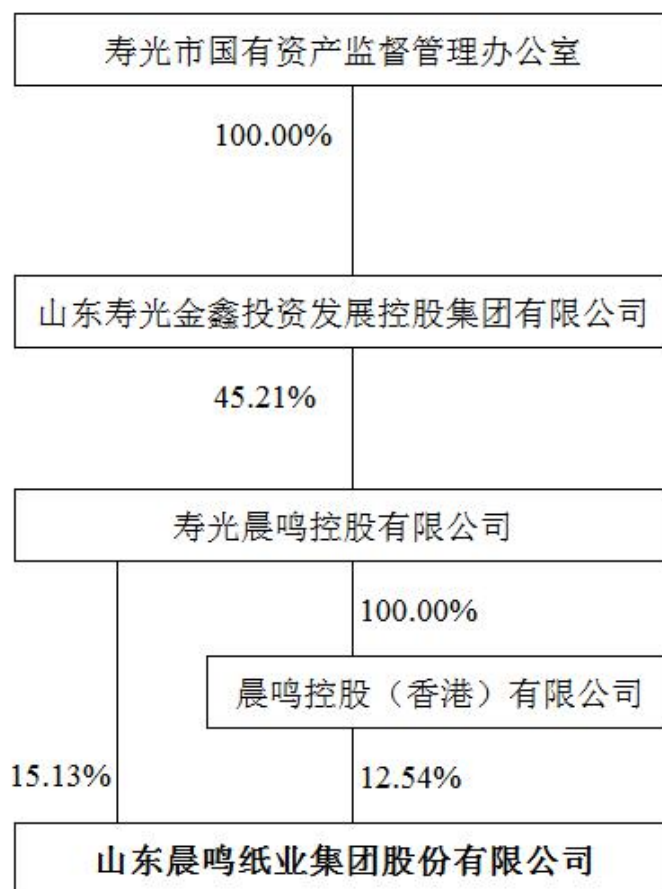 寿光市国有资产监督管理办公室
100.00%
山东寿光金鑫投资发展控股集团有限公司
45.21%
寿光晨鸣控股有限公司
100.00%
晨鸣控股（香港）有限公司
15.13%
12.54%
山东晨鸣纸业集团股份有限公司